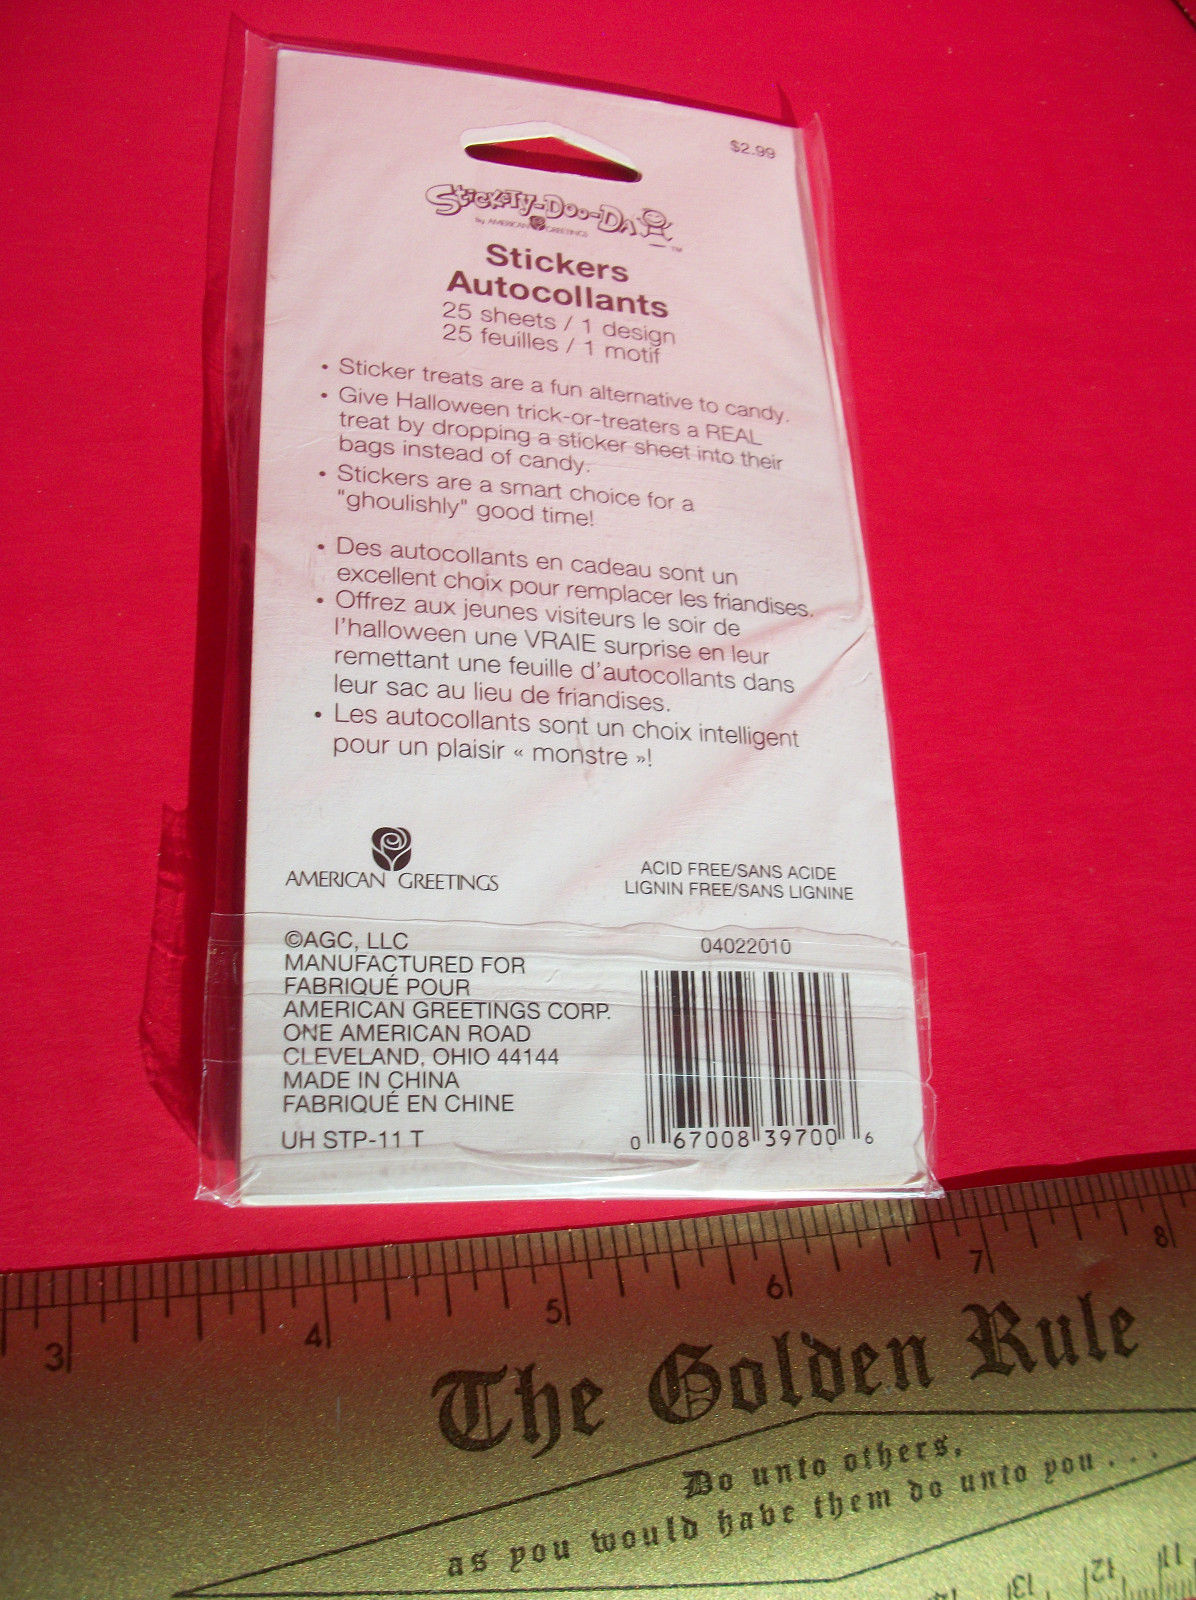 $2.99
Stick-Ty-Doo-Da ™
by AMERICAN GREETINGS
Stickers
Autocollants
25 sheets / 1 design
25 feuilles / 1 motif
• Sticker treats are a fun alternative to candy.
• Give Halloween trick-or-treaters a REAL
treat by dropping a sticker sheet into their
bags instead of candy.
• Stickers are a smart choice for a
"ghoulishly" good time!
• Des autocollants en cadeau sont un
excellent choix pour remplacer les friandises.
• Offrez aux jeunes visiteurs le soir de
l'halloween une VRAIE surprise en leur
remettant une feuille d'autocollants dans
leur sac au lieu de friandises.
• Les autocollants sont un choix intelligent
pour un plaisir « monstre »!
AMERICAN GREETINGS
ACID FREE/SANS ACIDE
LIGNIN FREE/SANS LIGNINE
©AGC, LLC
MANUFACTURED FOR
FABRIQUÉ POUR
AMERICAN GREETINGS CORP.
ONE AMERICAN ROAD
CLEVELAND, OHIO 44144
MADE IN CHINA
FABRIQUÉ EN CHINE
UH STP-11 T
04022010
0 67008 39700 6
3 4 5 6 7 8
The Golden Rule
Do unto others,
as you would have them do unto you . . .
13 12 11